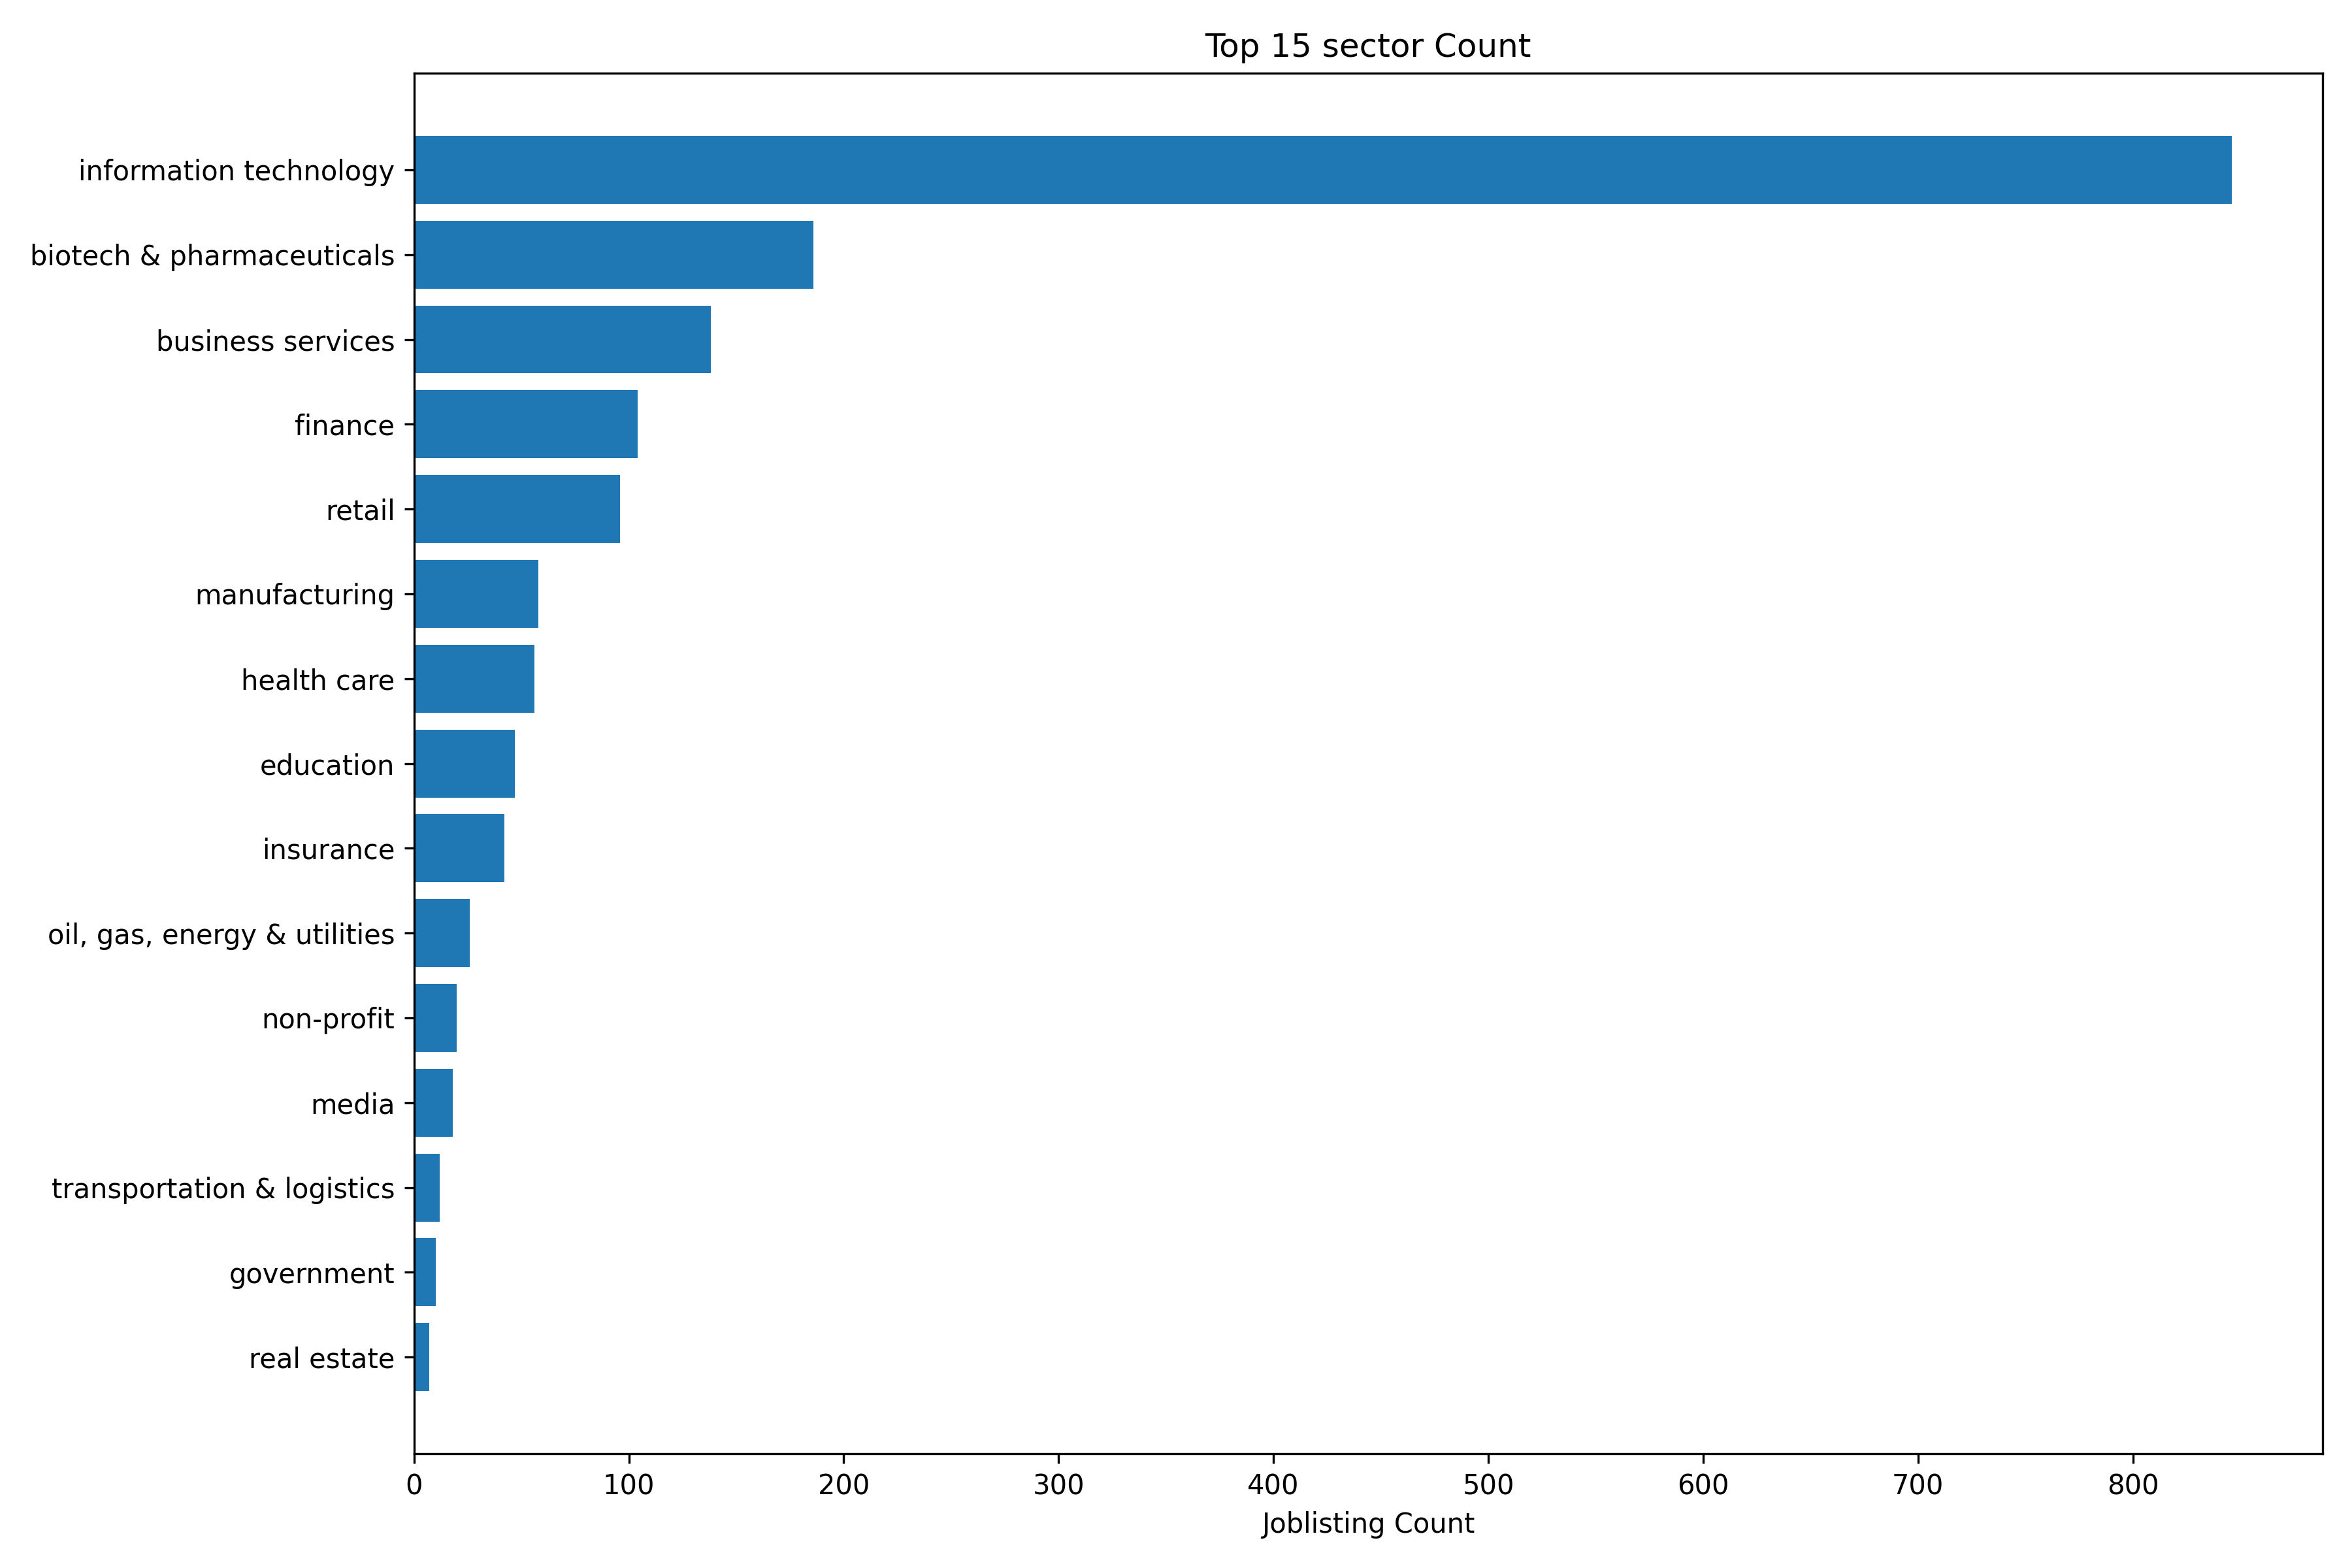 Top 15 sector Count
information technology
biotech & pharmaceuticals
business services
finance
retail
manufacturing
health care
education
insurance
oil, gas, energy & utilities
non-profit
media
transportation & logistics
government
real estate
0 100 200 300 400 500 600 700 800
Joblisting Count